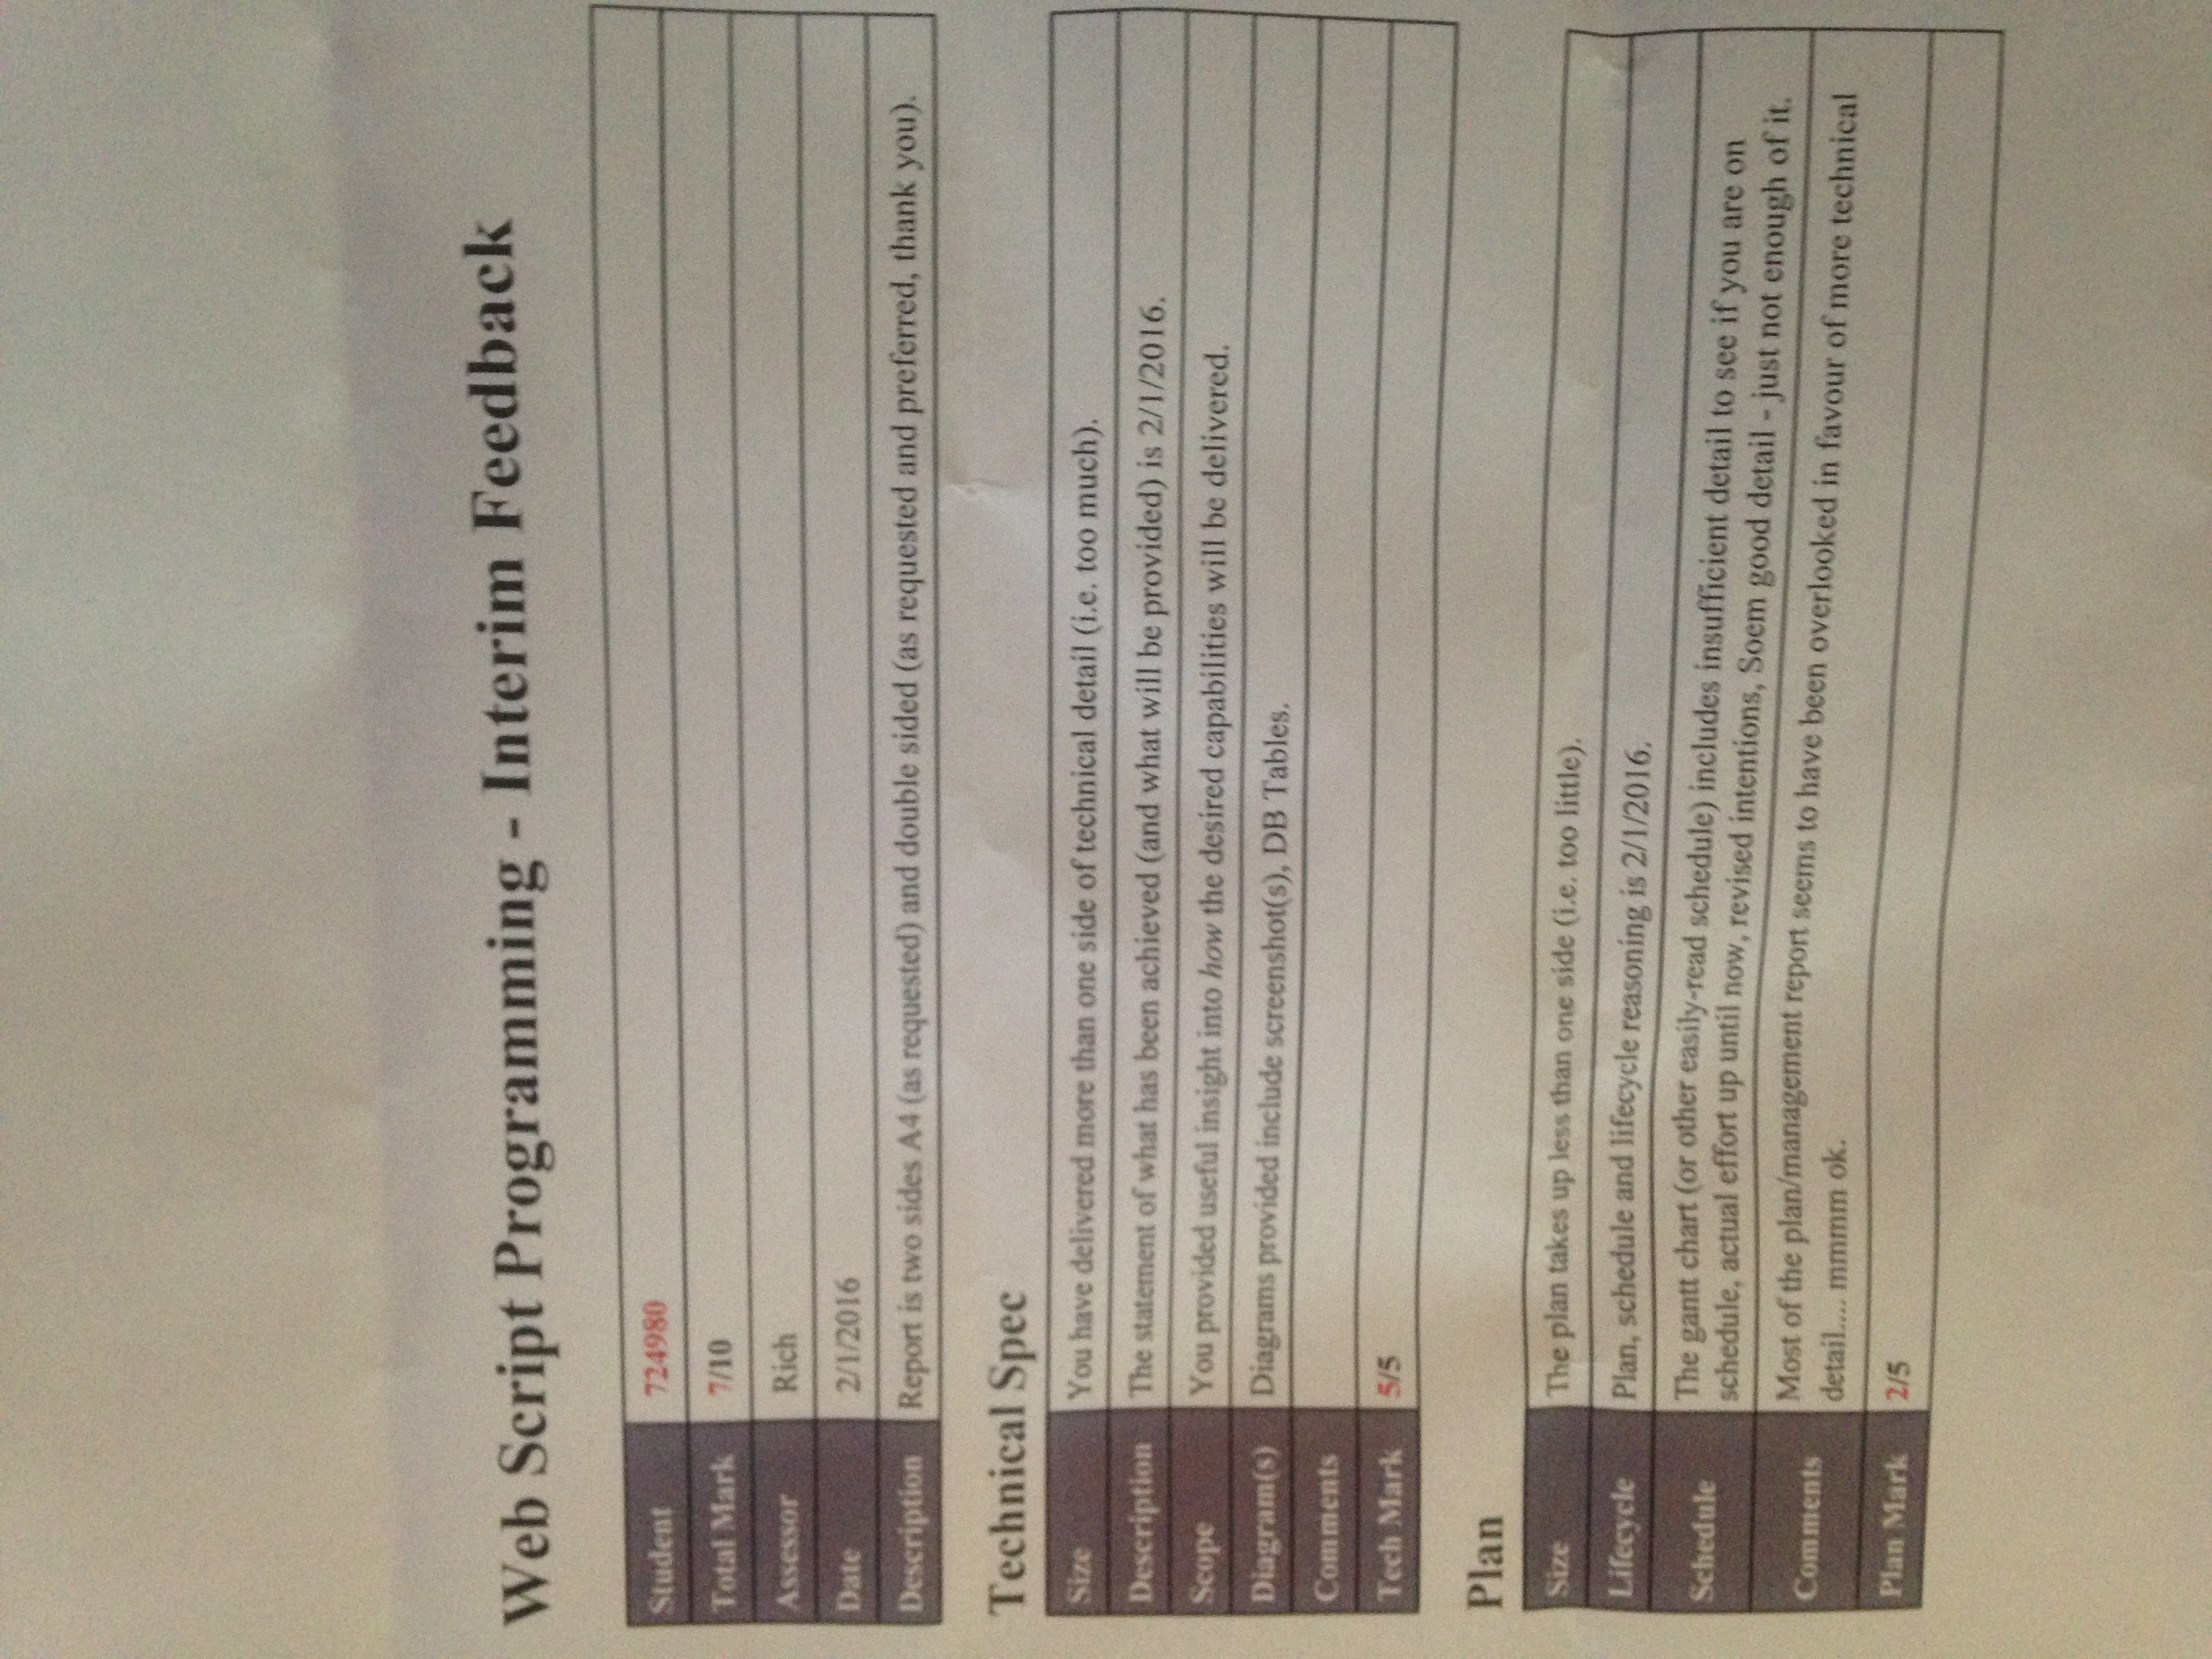 Web Script Programming - Interim Feedback
Student 724980
Total Mark 7/10
Assessor Rich
Date 2/1/2016
Description Report is two sides A4 (as requested) and double sided (as requested and preferred, thank you).
Technical Spec
Size You have delivered more than one side of technical detail (i.e. too much).
Description The statement of what has been achieved (and what will be provided) is 2/1/2016.
Scope You provided useful insight into how the desired capabilities will be delivered.
Diagram(s) Diagrams provided include screenshot(s), DB Tables.
Comments
Tech Mark 5/5
Plan
Size The plan takes up less than one side (i.e. too little).
Lifecycle Plan, schedule and lifecycle reasoning is 2/1/2016.
Schedule The gantt chart (or other easily-read schedule) includes insufficient detail to see if you are on
schedule, actual effort up until now, revised intentions, Soem good detail - just not enough of it.
Comments Most of the plan/management report seems to have been overlooked in favour of more technical
detail.... mmmm ok.
Plan Mark 2/5